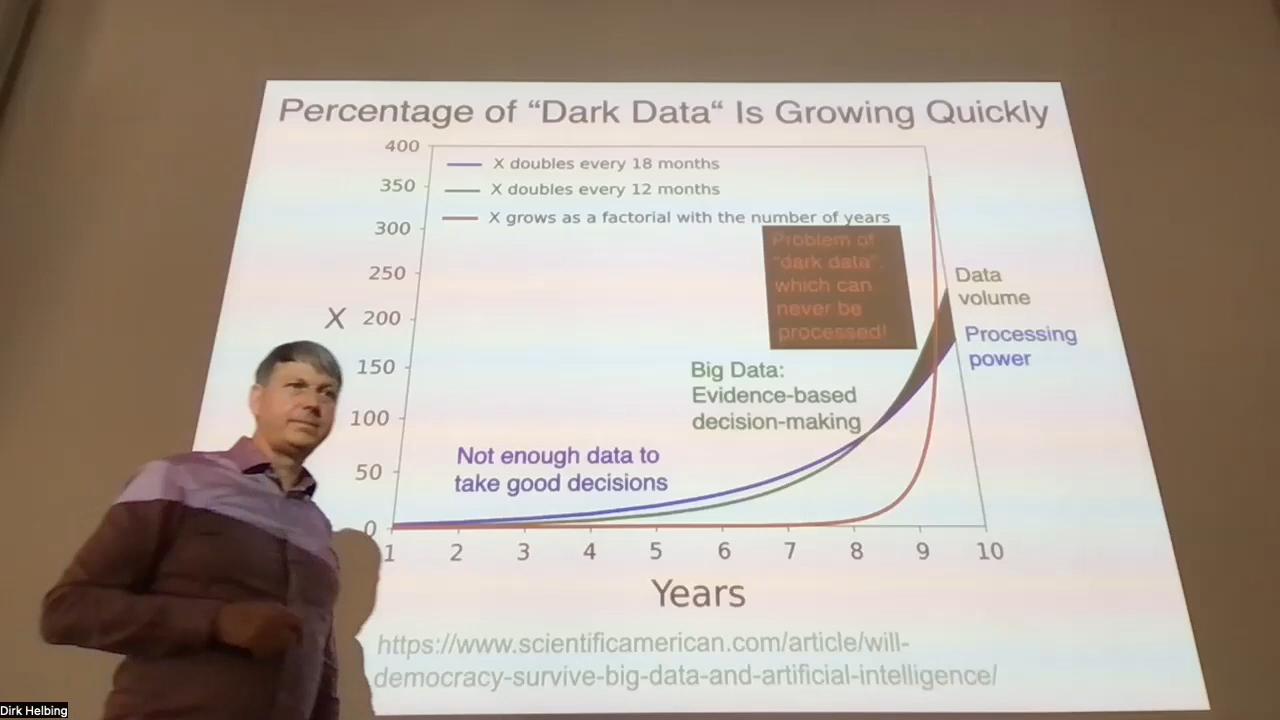 Percentage of “Dark Data“ Is Growing Quickly
400
X doubles every 18 months
350
X doubles every 12 months
300
X grows as a factorial with the number of years
Problem of
"dark data",
which can
never be
processed!
250
Data
volume
X
200
Processing
power
150
Big Data:
Evidence-based
decision-making
100
Not enough data to
take good decisions
50
0
1 2 3 4 5 6 7 8 9 10
Years
https://www.scientificamerican.com/article/will-
democracy-survive-big-data-and-artificial-intelligence/
Dirk Helbing